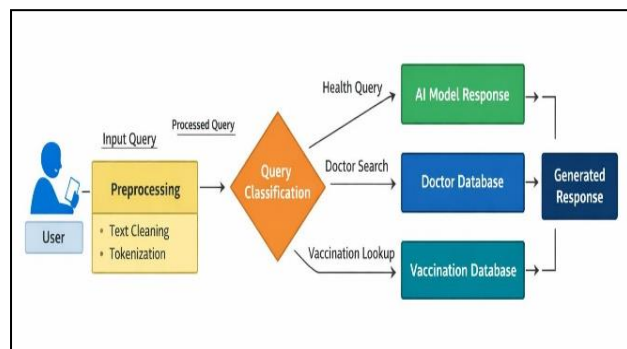 Input Query
Processed Query
User
Preprocessing
• Text Cleaning
• Tokenization
Query
Classification
Health Query
Doctor Search
Vaccination Lookup
AI Model Response
Doctor Database
Vaccination Database
Generated
Response